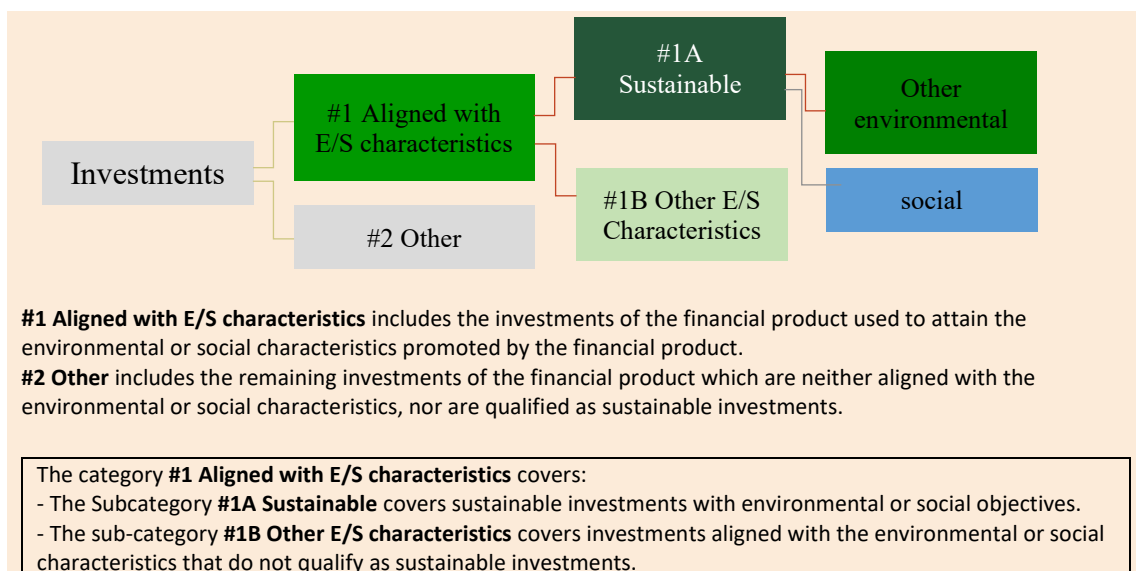 #1A
Sustainable
Other
environmental
#1 Aligned with
E/S characteristics
Investments
#1B Other E/S
Characteristics
social
#2 Other
#1 Aligned with E/S characteristics includes the investments of the financial product used to attain the
environmental or social characteristics promoted by the financial product.
#2 Other includes the remaining investments of the financial product which are neither aligned with the
environmental or social characteristics, nor are qualified as sustainable investments.
The category #1 Aligned with E/S characteristics covers:
- The Subcategory #1A Sustainable covers sustainable investments with environmental or social objectives.
- The sub-category #1B Other E/S characteristics covers investments aligned with the environmental or social
characteristics that do not qualify as sustainable investments.